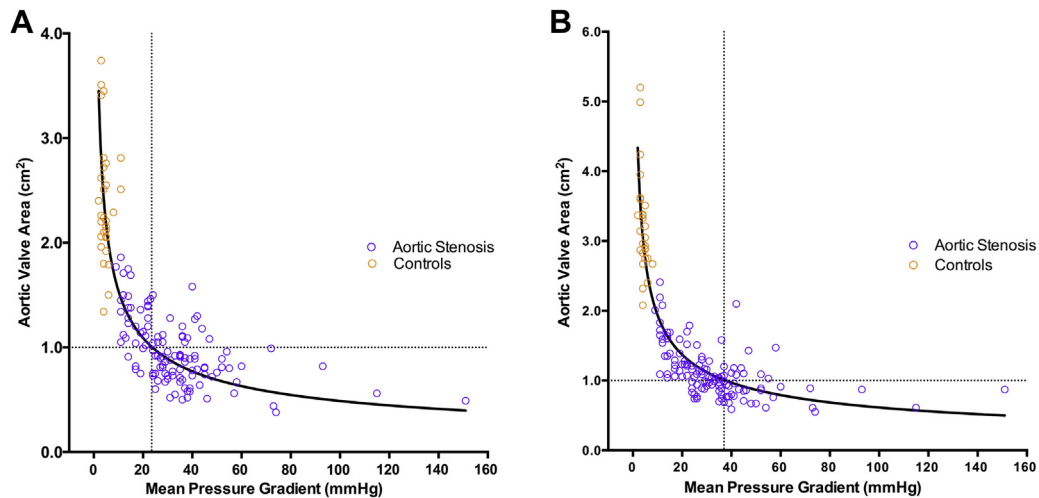 A
4.0
3.0
2.0
1.0
0.0
Aortic Valve Area (cm²)
0 20 40 60 80 100 120 140 160
Mean Pressure Gradient (mmHg)
Aortic Stenosis
Controls
B
6.0
5.0
4.0
3.0
2.0
1.0
0.0
Aortic Valve Area (cm²)
0 20 40 60 80 100 120 140 160
Mean Pressure Gradient (mmHg)
Aortic Stenosis
Controls